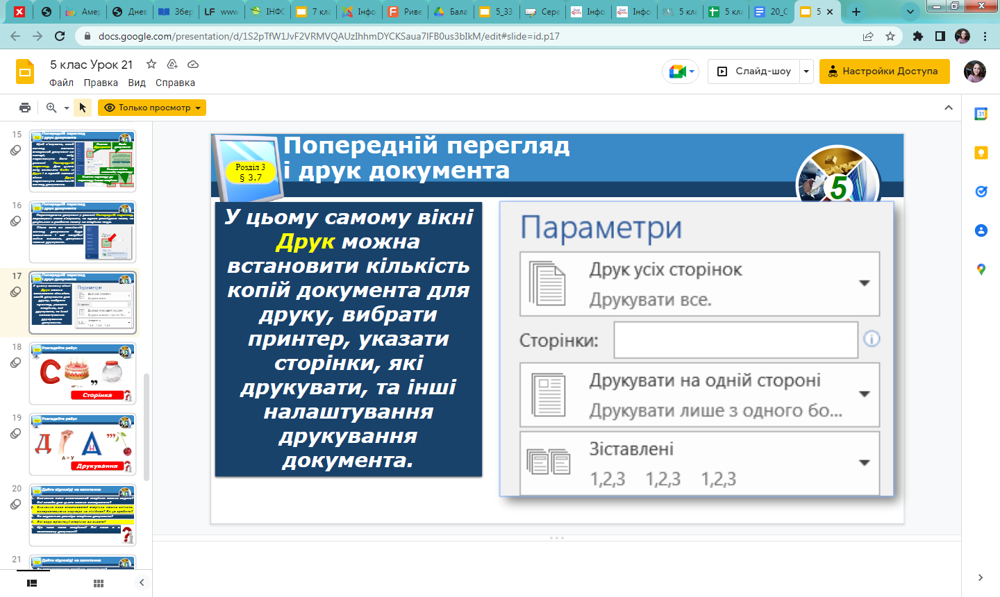 Амер
Днев
Збер
www
ІНФО
7 кла
Інфо
Риве
Бала
5_33
Сере
Інфо
Інфо
5 кла
5 кла
20_С
5
docs.google.com/presentation/d/1S2pTfW1JvF2VRMVQAUzIhhmDYCKSaua7lFB0us3bIkM/edit#slide=id.p17
5 клас Урок 21
Файл Правка Вид Справка
Слайд-шоу
Настройки Доступа
Только просмотр
15
Попередній перегляд
і друк документа
16
Попередній перегляд
і друк документа
17
Попередній перегляд
і друк документа
18
Розгадайте ребус
С
Сторінка
19
Розгадайте ребус
Д
А
А = У
Друкування
20
Дайте відповіді на запитання
21
Дайте відповіді на запитання
Попередній перегляд
і друк документа
Розділ 3
§ 3.7
5
У цьому самому вікні
Друк можна
встановити кількість
копій документа для
друку, вибрати
принтер, указати
сторінки, які
друкувати, та інші
налаштування
друкування
документа.
Параметри
Друк усіх сторінок
Друкувати все.
Сторінки:
Друкувати на одній стороні
Друкувати лише з одного бо...
Зіставлені
1,2,3 1,2,3 1,2,3
31